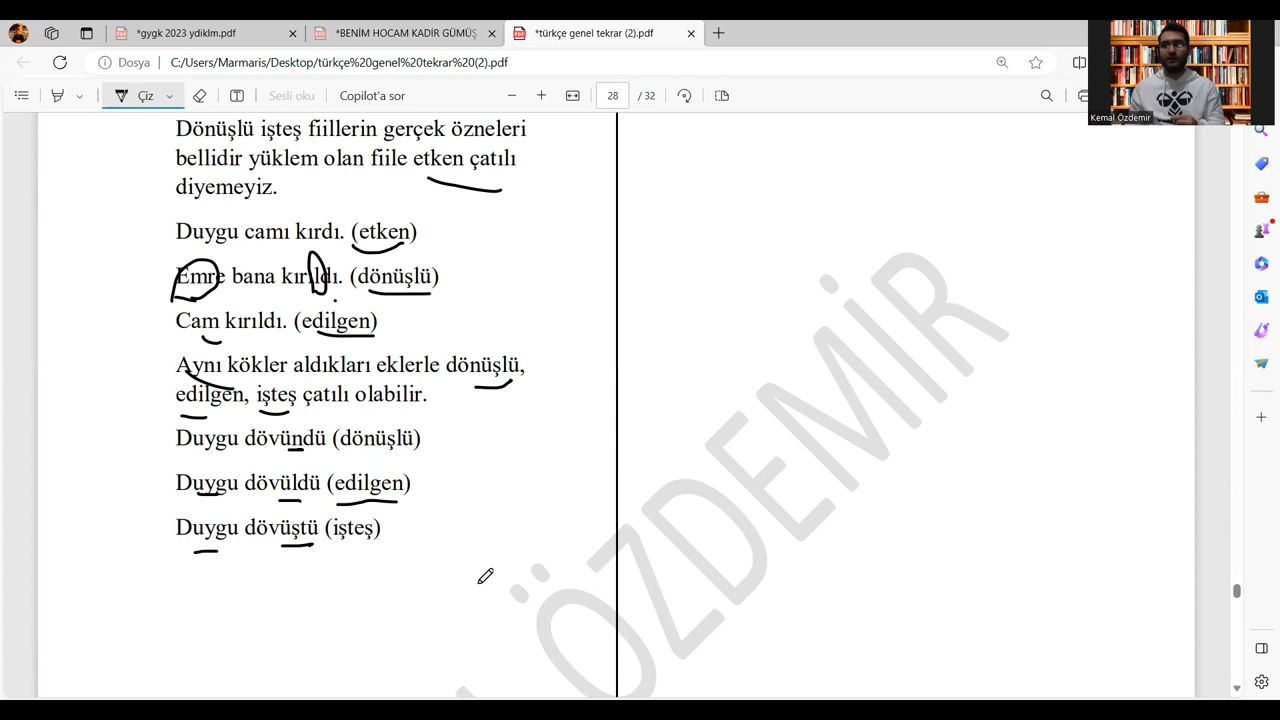 *gygk 2023 ydiklm.pdf
*BENİM HOCAM KADİR GÜMÜŞ
*türkçe genel tekrar (2).pdf
Dosya
C:/Users/Marmaris/Desktop/türkçe%20genel%20tekrar%20(2).pdf
Çiz
Sesli oku
Copilot'a sor
28 / 32
Kemal Özdemir
Dönüşlü işteş fiillerin gerçek özneleri
bellidir yüklem olan fiile etken çatılı
diyemeyiz.
Duygu camı kırdı. (etken)
Emre bana kırıldı. (dönüşlü)
Cam kırıldı. (edilgen)
Aynı kökler aldıkları eklerle dönüşlü,
edilgen, işteş çatılı olabilir.
Duygu dövündü (dönüşlü)
Duygu dövüldü (edilgen)
Duygu dövüştü (işteş)
ÖZDEMİR